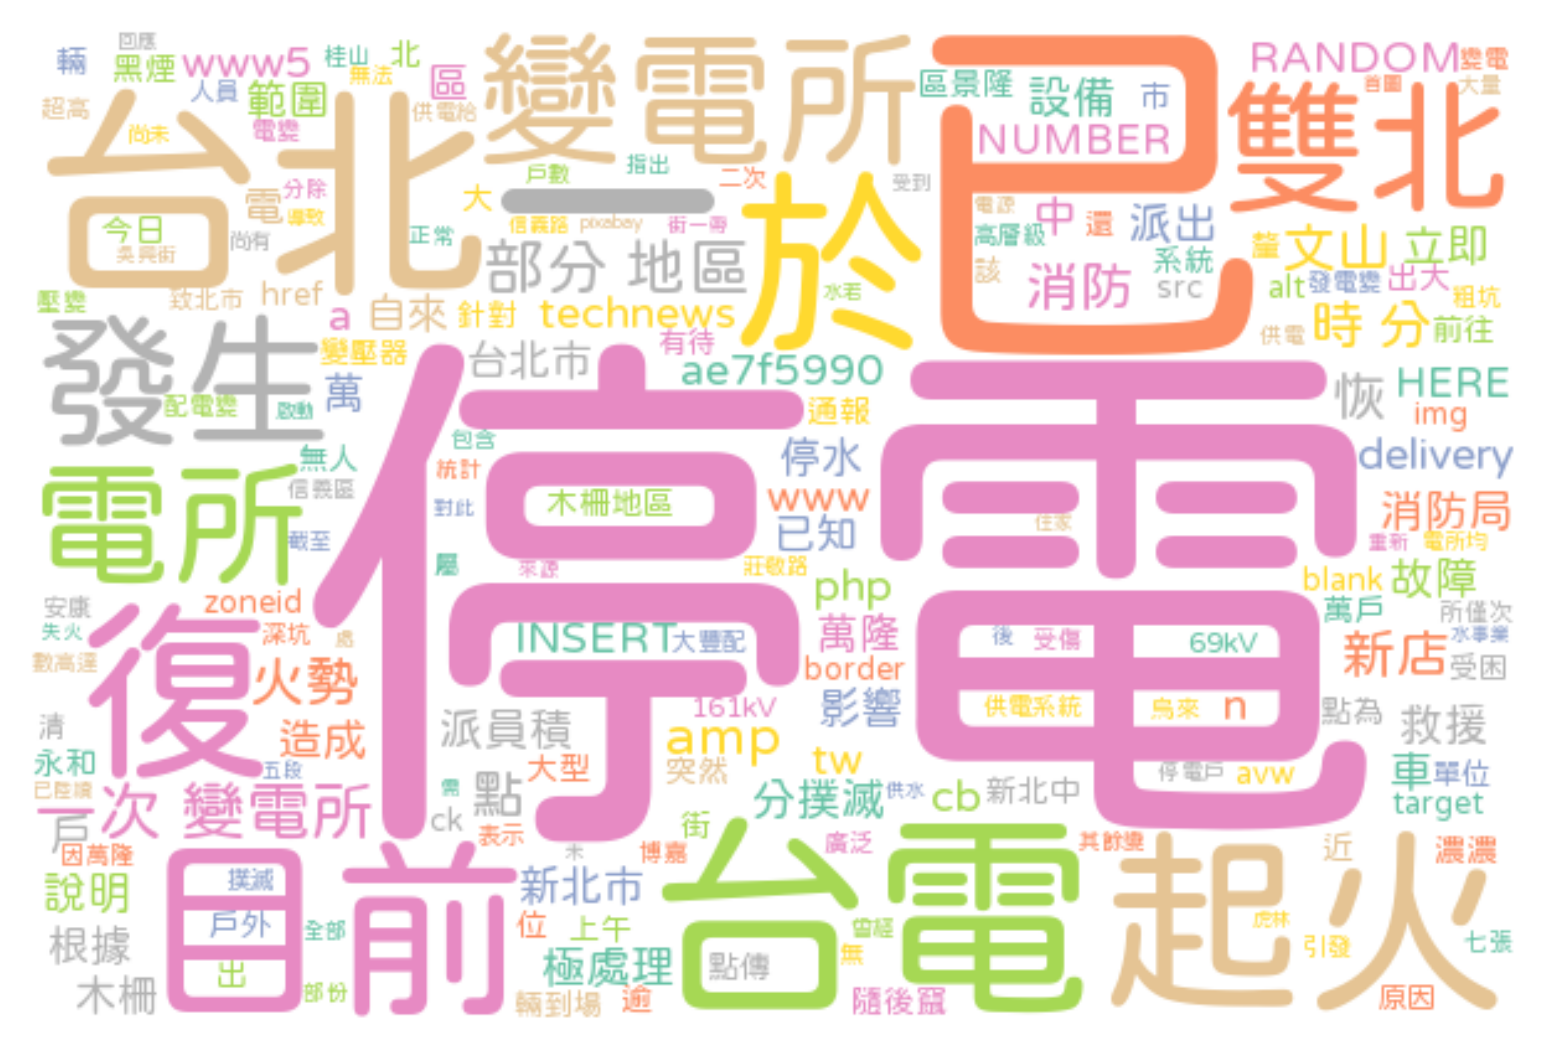 回應
輛
黑煙
www5
桂山
北
無法
人員
範圍
區
超高
供電給
尚未
電變
變電所
已
區景隆
設備
市
RANDOM
變電
首圖
大量
NUMBER
雙北
台北
戶數
指出
二次
受到
分除
電
導致
大
一
今日
吳興街
尚有
正常
信義路
pixabay
街一帶
於
電源
中
還
派出
高層級
該
消防
系統
src
釐
文山
立即
alt
發電變
出大
粗坑
部分 地區
水若
壓變
致北市
href
a
自來
針對
technews
有待
供電
時 分
前往
發生
變壓器
台北市
ae7f5990
恢
HERE
img
配電變
啟動
萬
通報
停電
包含
停水
delivery
無人
統計
信義區
木柵地區
www
消防局
對此
已知
住家
電所
截至
重新
電所均
屬
來源
莊敬路
blank
故障
安康
zoneid
php
萬戶
所僅次
失火
深坑
處
INSERT
大豐配
萬隆
後
受傷
69kV
新店
水事業
數高達
復
火勢
border
受困
161kV
影響
供電系統
烏來
n
點為
救援
清
造成
派員積
amp
永和
五段
大型
突然
tw
停電戶
avw
車
單位
已陸續
需
點
分撲滅
供水
cb
新北中
target
一次 變電所
戶
ck
表示
街
因萬隆
木
博嘉
廣泛
其餘變
近
濃濃
目前
台電
起火
說明
撲滅
新北市
戶外
全部
位
上午
曾經
虎林
引發
七張
根據
出
極處理
點傳
無
木柵
部份
輛到場
逾
隨後竄
原因